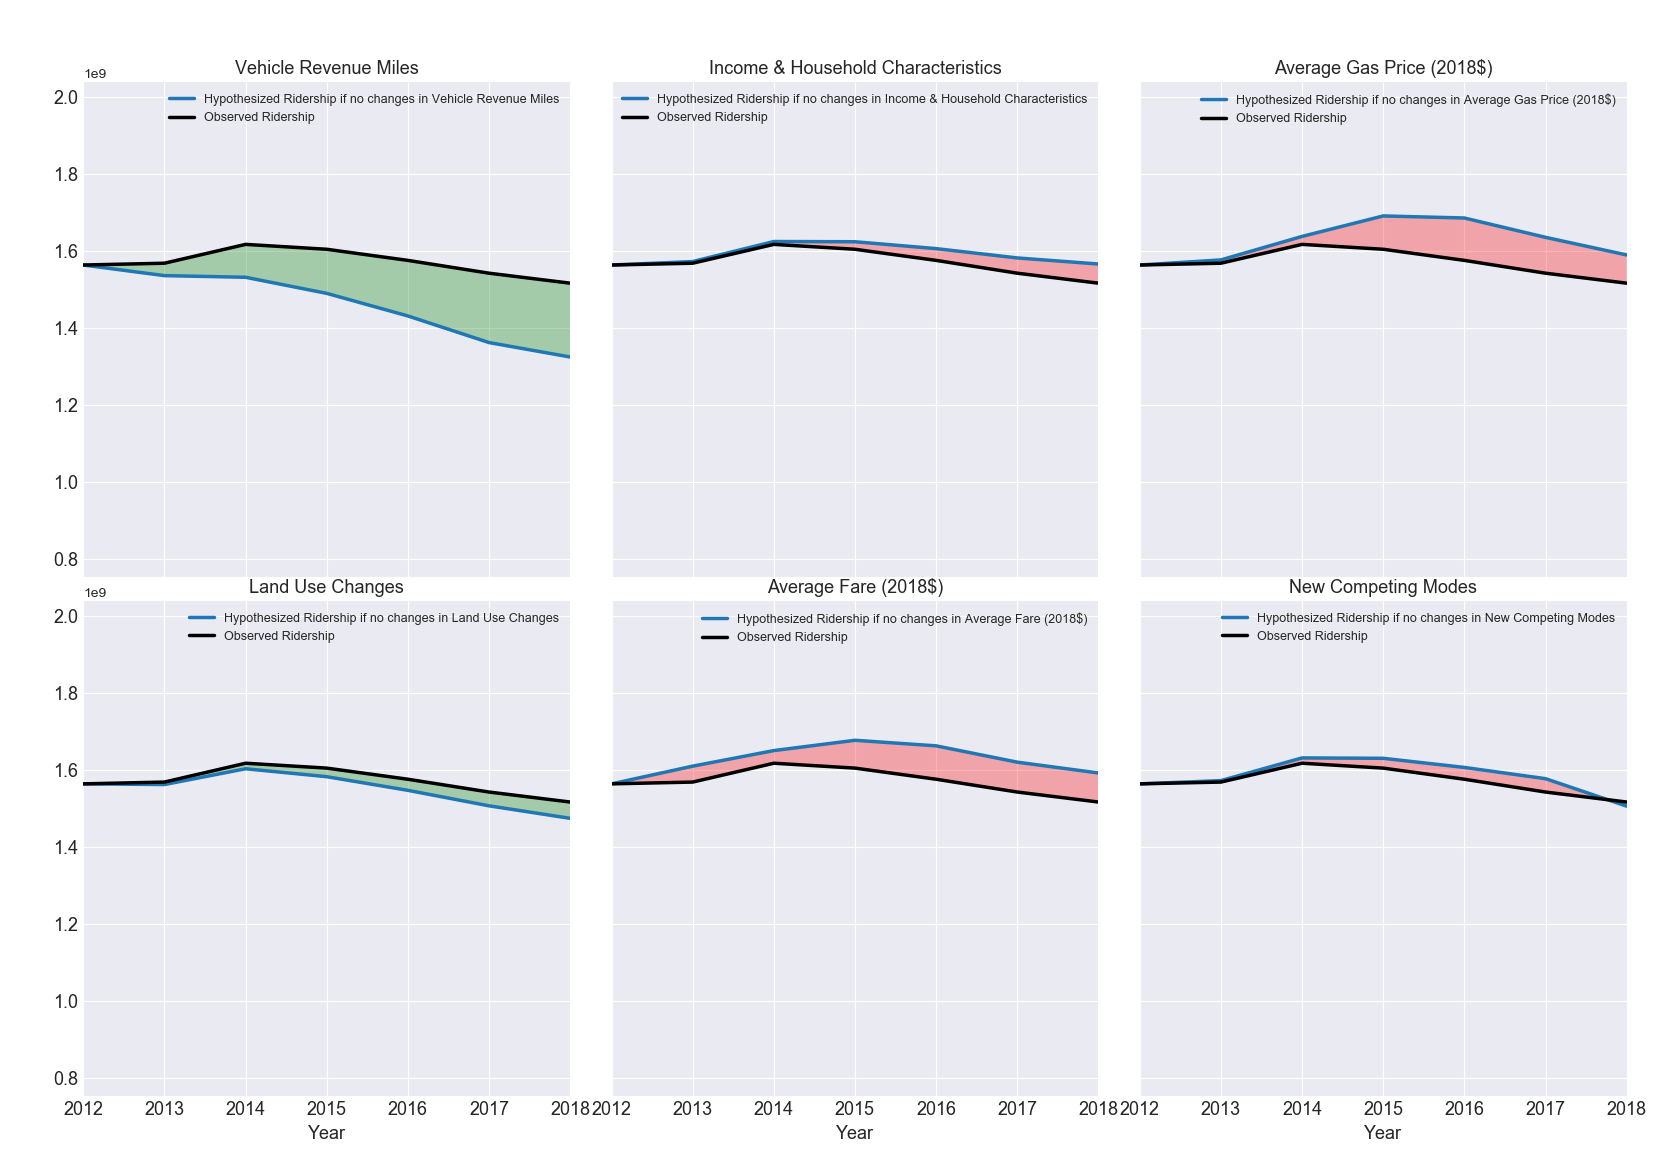 Vehicle Revenue Miles
1e9
Hypothesized Ridership if no changes in Vehicle Revenue Miles
Observed Ridership
2.0
1.8
1.6
1.4
1.2
1.0
0.8
Income & Household Characteristics
Hypothesized Ridership if no changes in Income & Household Characteristics
Observed Ridership
Average Gas Price (2018$)
Hypothesized Ridership if no changes in Average Gas Price (2018$)
Observed Ridership
Land Use Changes
1e9
Hypothesized Ridership if no changes in Land Use Changes
Observed Ridership
2.0
1.8
1.6
1.4
1.2
1.0
0.8
2012 2013 2014 2015 2016 2017 2018
Year
Average Fare (2018$)
Hypothesized Ridership if no changes in Average Fare (2018$)
Observed Ridership
2012 2013 2014 2015 2016 2017 2018
Year
New Competing Modes
Hypothesized Ridership if no changes in New Competing Modes
Observed Ridership
2012 2013 2014 2015 2016 2017 2018
Year